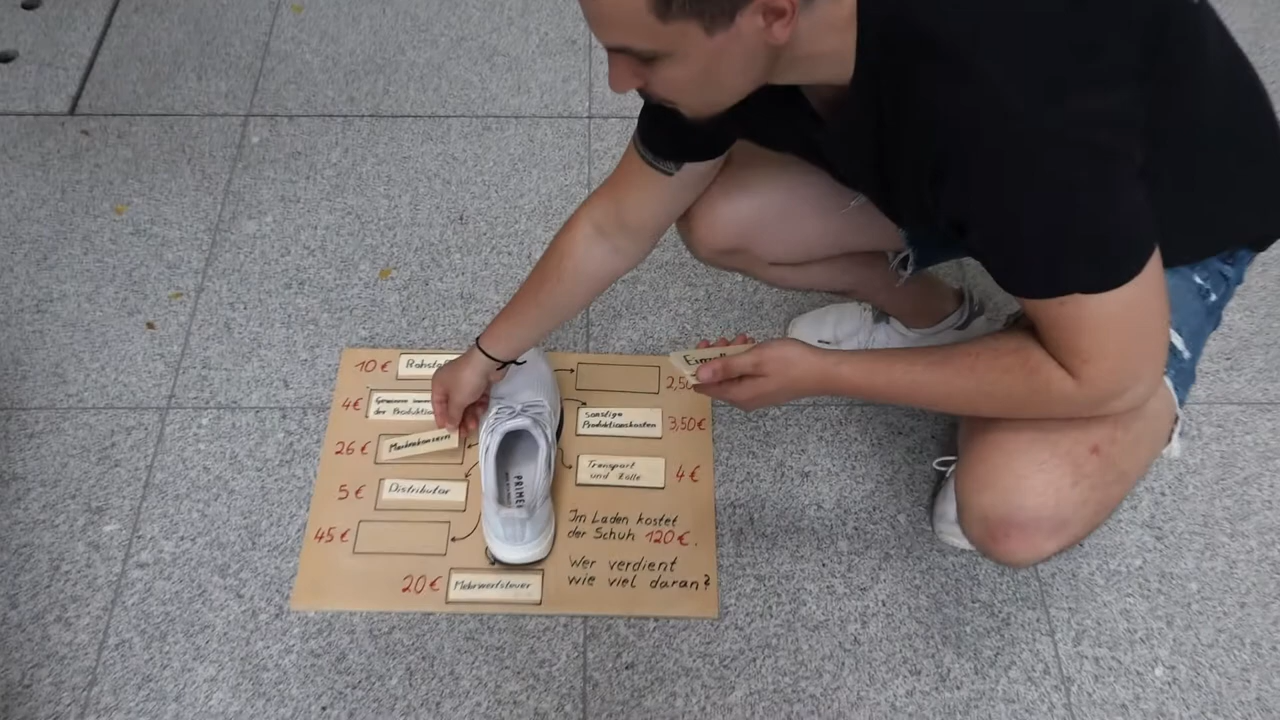 10 €
4€
Gewinne
der Produktion
26 €
Markenkonzern
5 €
Distributor
45€
20 €
Mehrwertsteuer
PRIME
2,50
Sonstige
Produktionskosten
3,50€
Transport
und Zölle
4€
Im Laden kostet
der Schuh 120 €.
Wer verdient
wie viel daran?